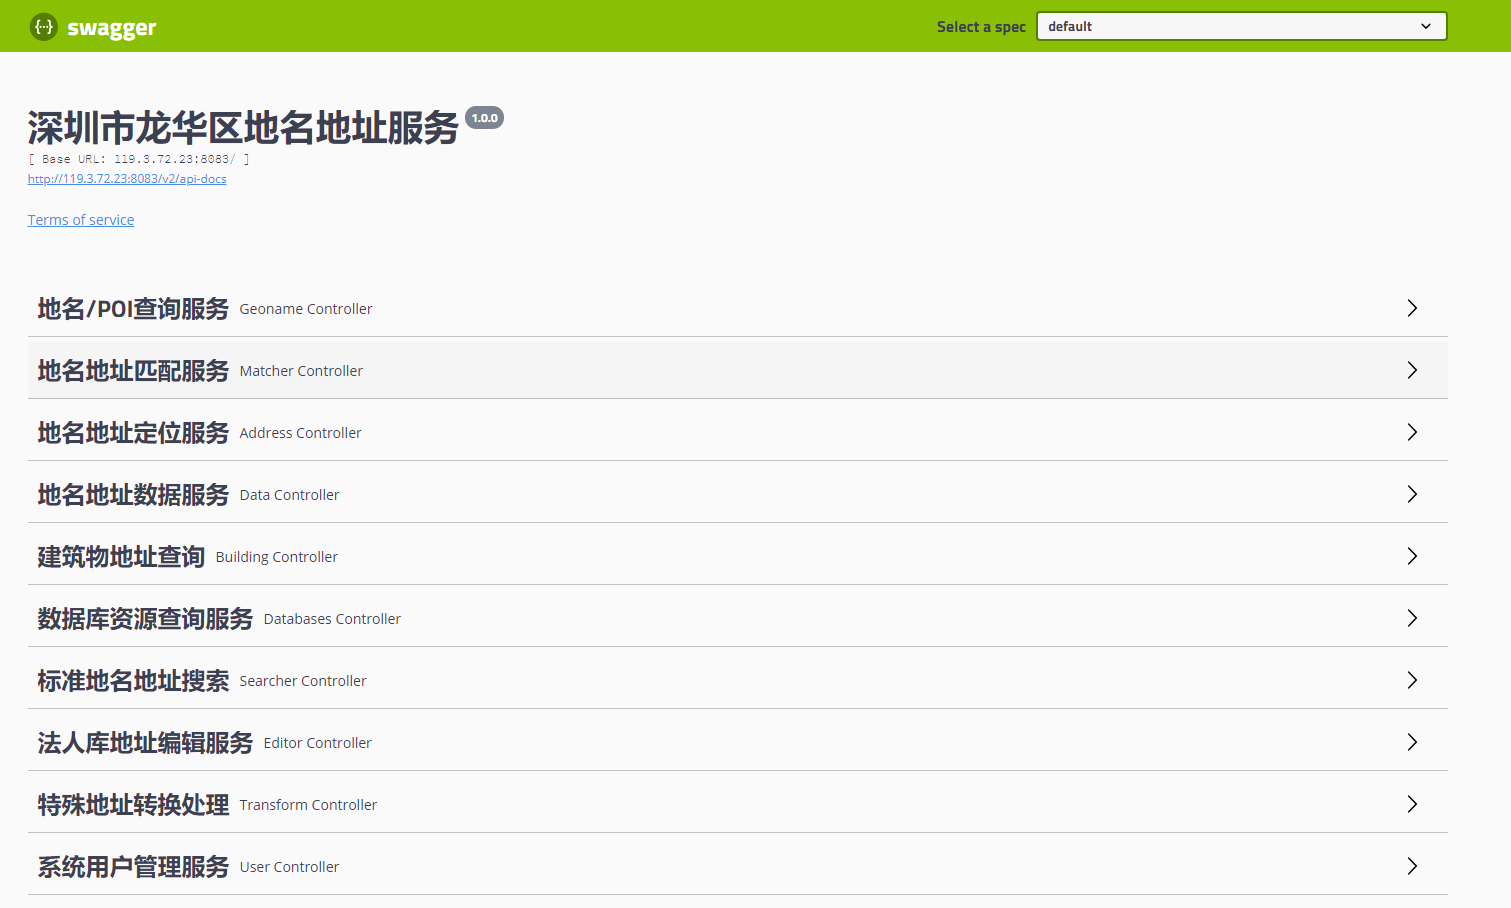 swagger
Select a spec default
深圳市龙华区地名地址服务 1.0.0
[ Base URL: 119.3.72.23:8083/ ]
http://119.3.72.23:8083/v2/api-docs
Terms of service
地名/POI查询服务 Geoname Controller
地名地址匹配服务 Matcher Controller
地名地址定位服务 Address Controller
地名地址数据服务 Data Controller
建筑物地址查询 Building Controller
数据库资源查询服务 Databases Controller
标准地名地址搜索 Searcher Controller
法人库地址编辑服务 Editor Controller
特殊地址转换处理 Transform Controller
系统用户管理服务 User Controller